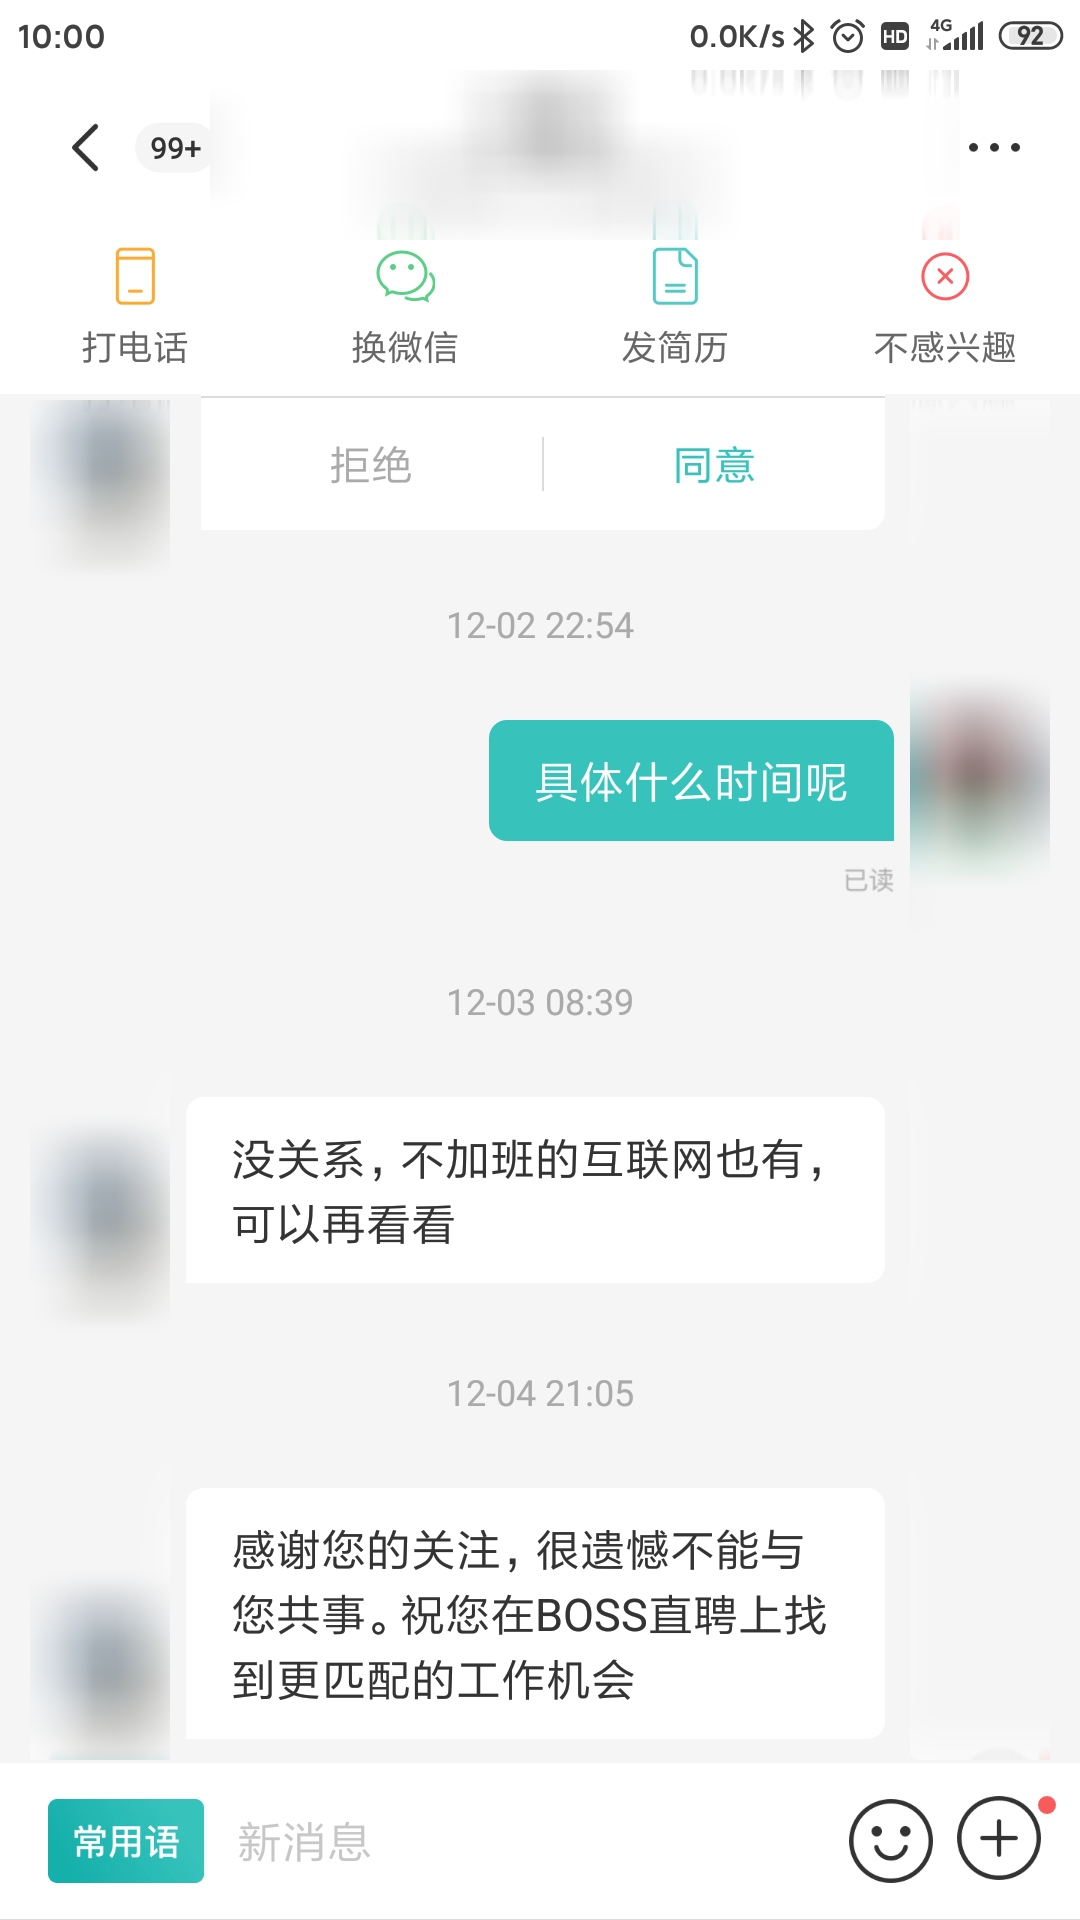 10:00
0.0K/s
HD
4G
92
99+
打电话
换微信
发简历
不感兴趣
拒绝
同意
12-02 22:54
具体什么时间呢
已读
12-03 08:39
没关系，不加班的互联网也有，
可以再看看
12-04 21:05
感谢您的关注，很遗憾不能与
您共事。祝您在BOSS直聘上找
到更匹配的工作机会
常用语
新消息